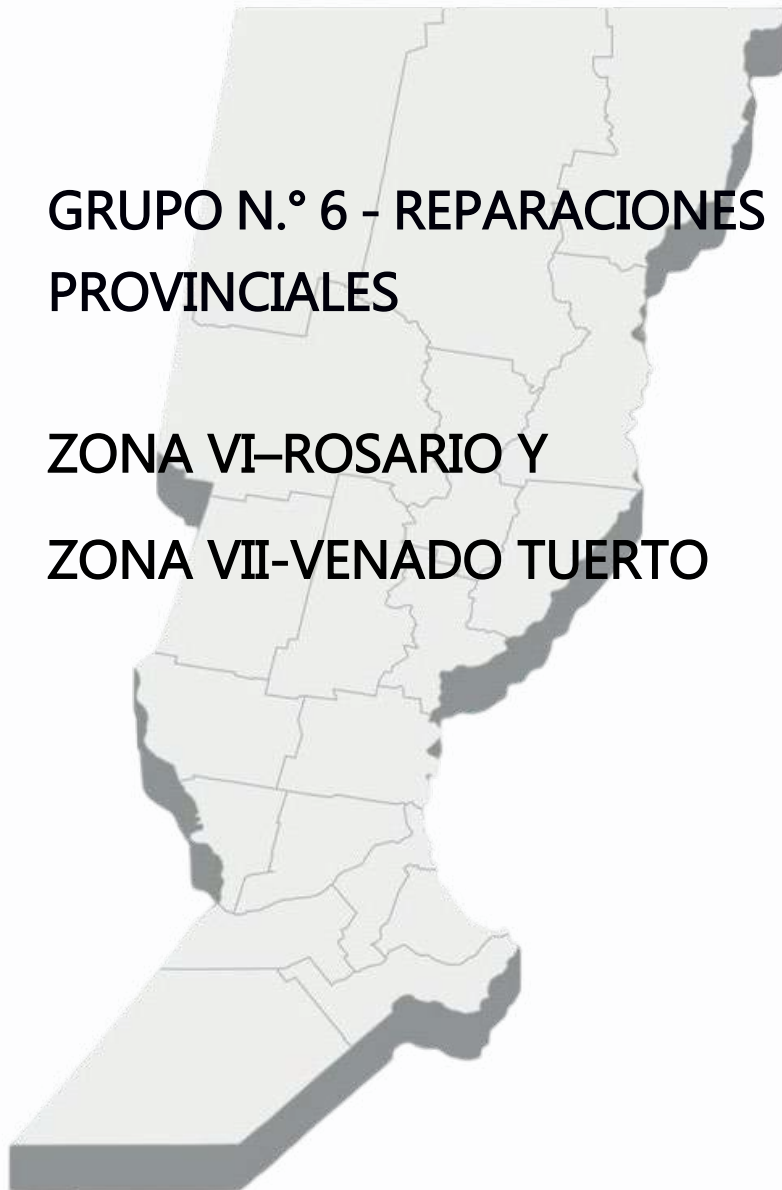 GRUPO N.° 6 - REPARACIONES
PROVINCIALES
ZONA VI–ROSARIO Y
ZONA VII-VENADO TUERTO